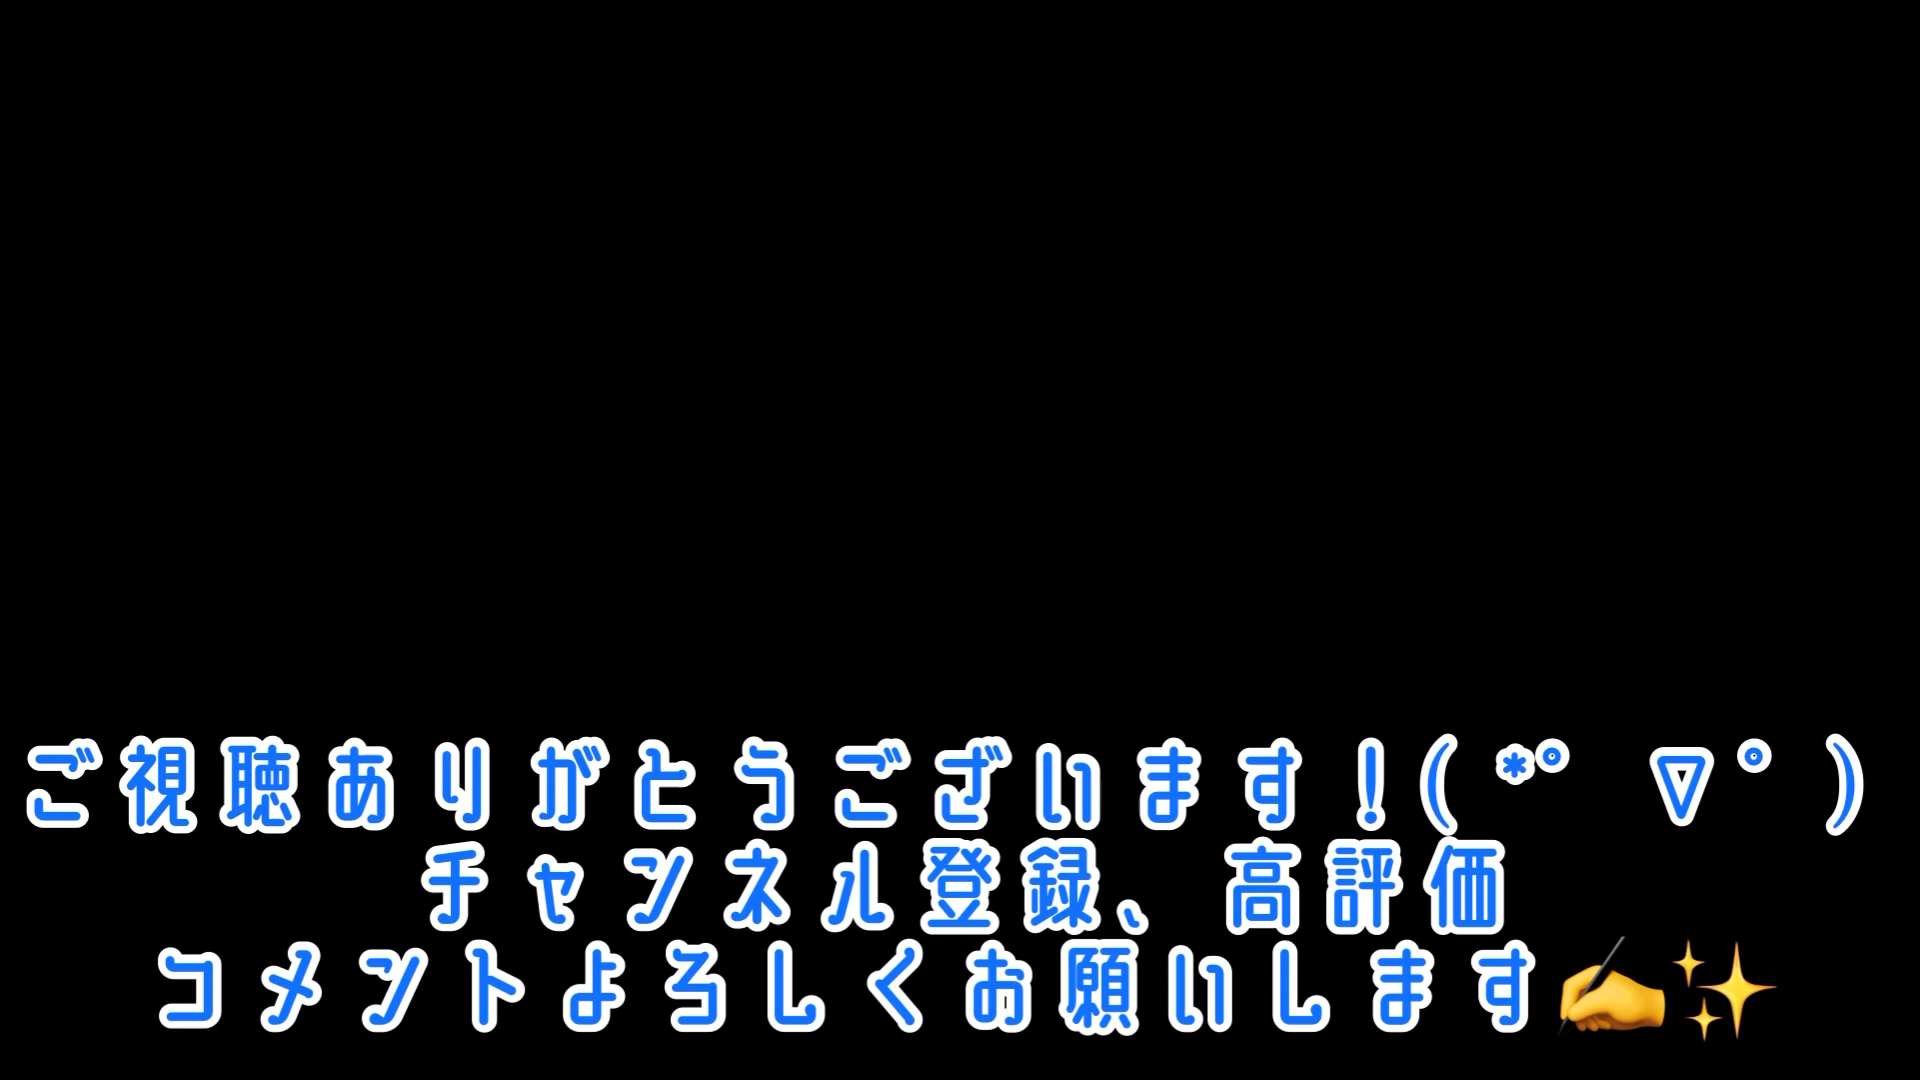 ご視聴ありがとうございます！( *° ∇° )
チャンネル登録、高評価
コメントよろしくお願いします✍✨